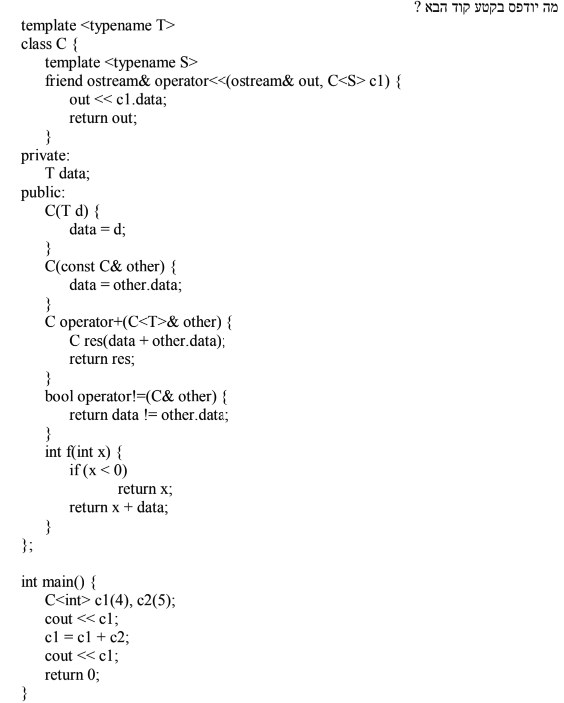 מה יודפס בקטע קוד הבא ?
template <typename T>
class C {
template <typename S>
friend ostream& operator<<(ostream& out, C<S> c1) {
out << c1.data;
return out;
}
private:
T data;
public:
C(T d) {
data = d;
}
C(const C& other) {
data = other.data;
}
C operator+(C<T>& other) {
C res(data + other.data);
return res;
}
bool operator!=(C& other) {
return data != other.data;
}
int f(int x) {
if (x < 0)
return x;
return x + data;
}
};
int main() {
C<int> c1(4), c2(5);
cout << c1;
c1 = c1 + c2;
cout << c1;
return 0;
}